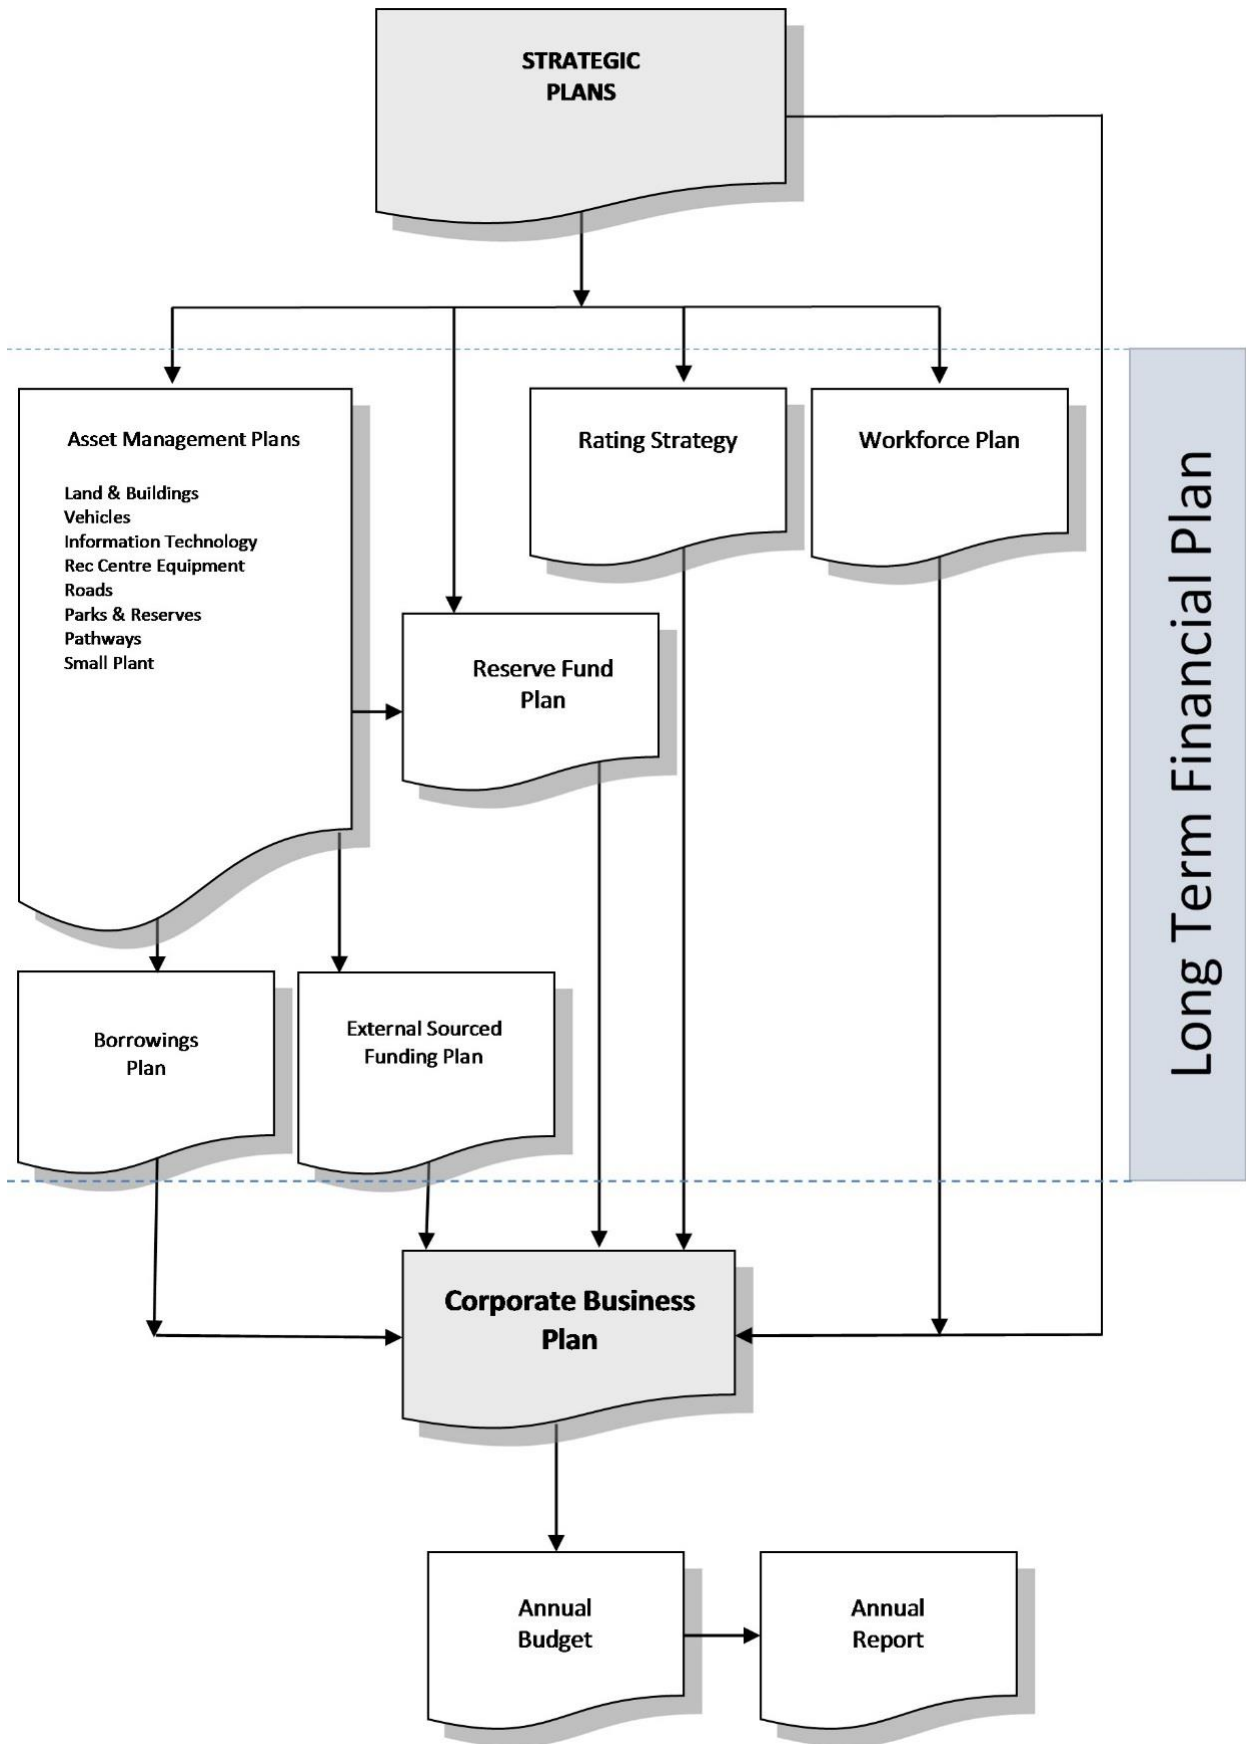 STRATEGIC
PLANS
Asset Management Plans
Land & Buildings
Vehicles
Information Technology
Rec Centre Equipment
Roads
Parks & Reserves
Pathways
Small Plant
Rating Strategy
Workforce Plan
Reserve Fund
Plan
Long Term Financial Plan
Borrowings
Plan
External Sourced
Funding Plan
Corporate Business
Plan
Annual
Budget
Annual
Report